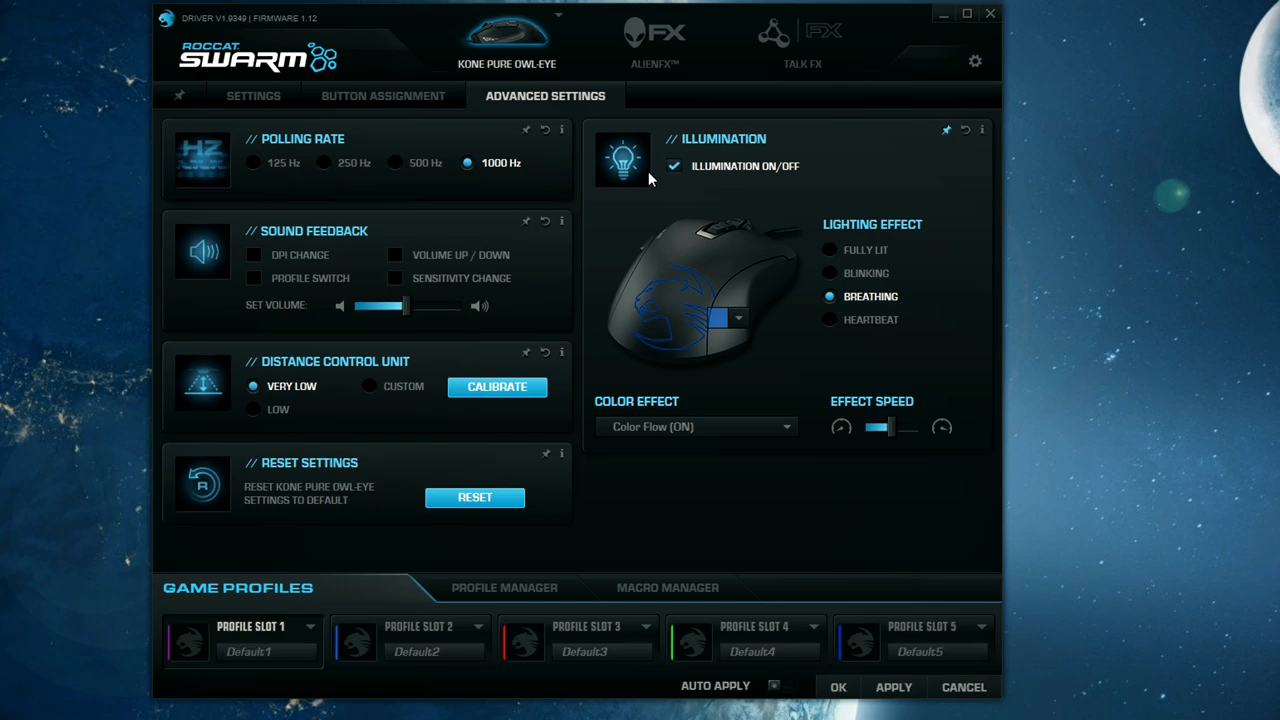 DRIVER V1.9349 | FIRMWARE 1.12
ROCCAT
SWARM
KONE PURE OWL-EYE
FX
ALIENFX™
FX
TALK FX
SETTINGS
BUTTON ASSIGNMENT
ADVANCED SETTINGS
HZ
// POLLING RATE
125 Hz
250 Hz
500 Hz
1000 Hz
// SOUND FEEDBACK
DPI CHANGE
VOLUME UP / DOWN
PROFILE SWITCH
SENSITIVITY CHANGE
SET VOLUME:
// DISTANCE CONTROL UNIT
VERY LOW
CUSTOM
CALIBRATE
LOW
R
// RESET SETTINGS
RESET KONE PURE OWL-EYE
SETTINGS TO DEFAULT
RESET
// ILLUMINATION
ILLUMINATION ON/OFF
LIGHTING EFFECT
FULLY LIT
BLINKING
BREATHING
HEARTBEAT
COLOR EFFECT
Color Flow (ON)
EFFECT SPEED
GAME PROFILES
PROFILE MANAGER
MACRO MANAGER
PROFILE SLOT 1
Default1
PROFILE SLOT 2
Default2
PROFILE SLOT 3
Default3
PROFILE SLOT 4
Default4
PROFILE SLOT 5
Default5
AUTO APPLY
OK
APPLY
CANCEL